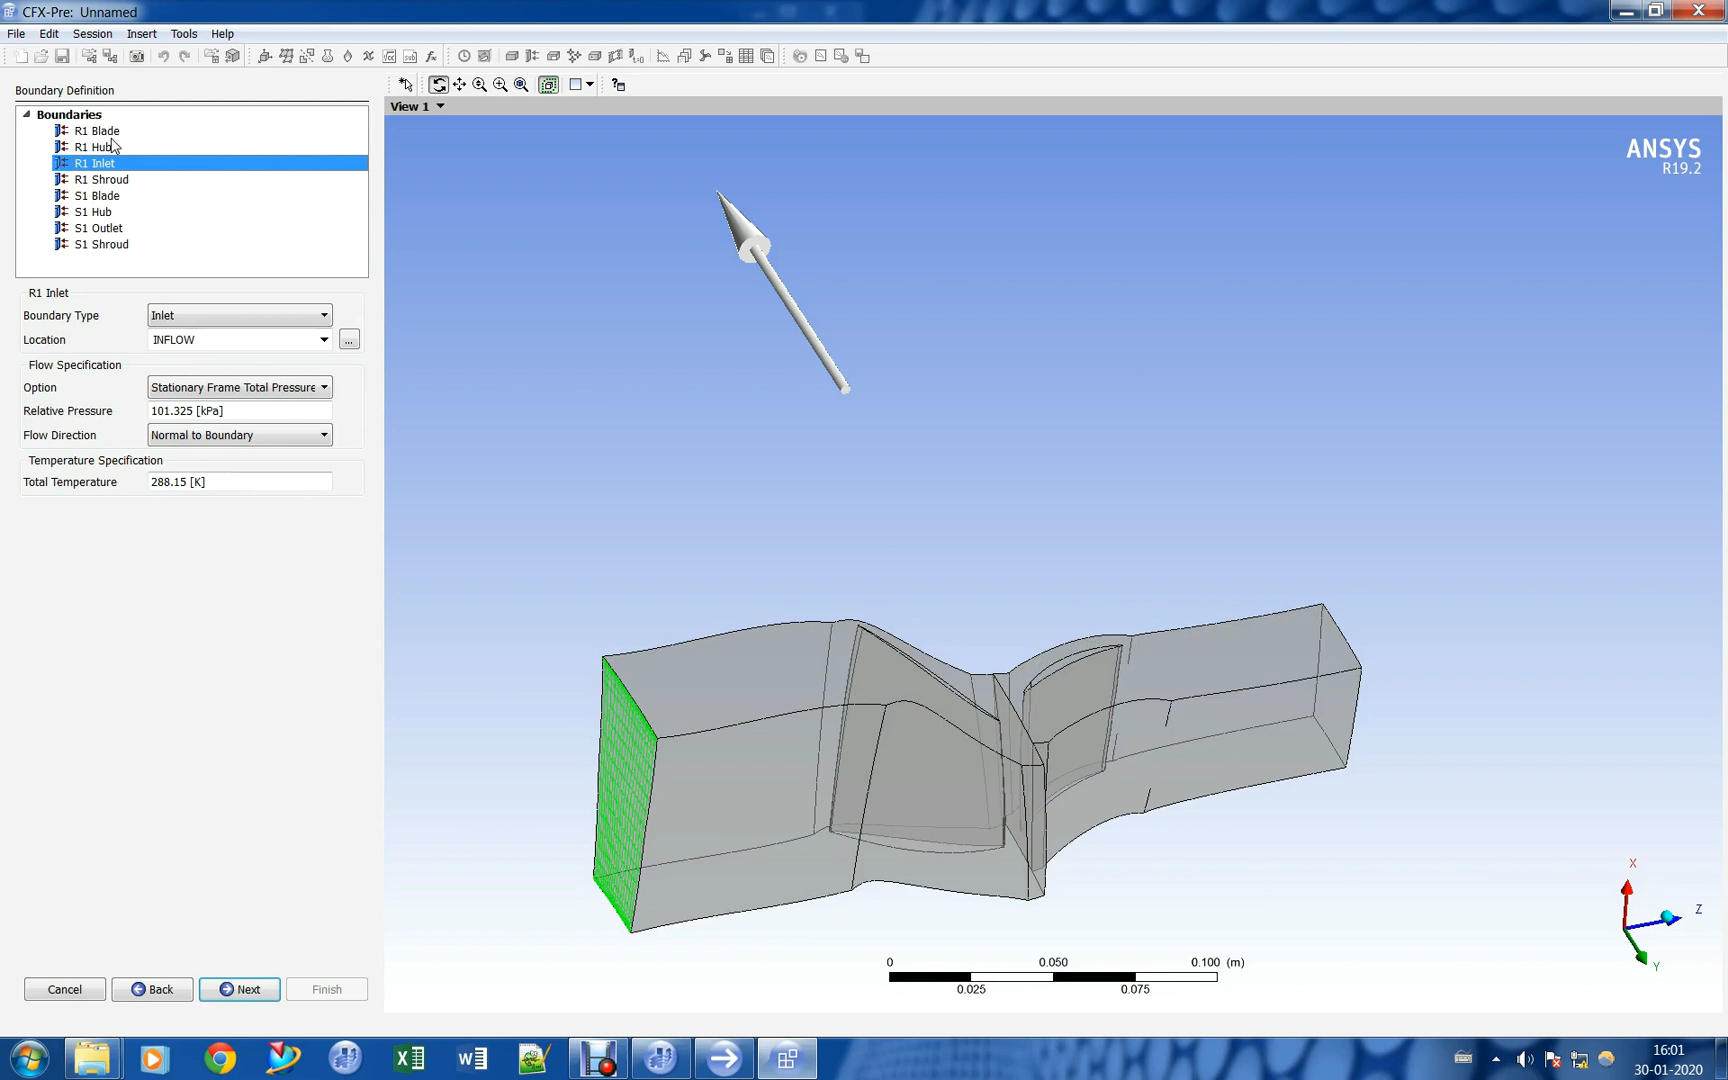 CFX-Pre: Unnamed
File Edit Session Insert Tools Help
Boundary Definition
View 1
Boundaries
R1 Blade
R1 Hub
R1 Inlet
R1 Shroud
S1 Blade
S1 Hub
S1 Outlet
S1 Shroud
ANSYS
R19.2
R1 Inlet
Boundary Type Inlet
Location INFLOW ...
Flow Specification
Option Stationary Frame Total Pressure
Relative Pressure 101.325 [kPa]
Flow Direction Normal to Boundary
Temperature Specification
Total Temperature 288.15 [K]
X
Z
Y
0 0.050 0.100 (m)
0.025 0.075
Cancel Back Next Finish
16:01
30-01-2020